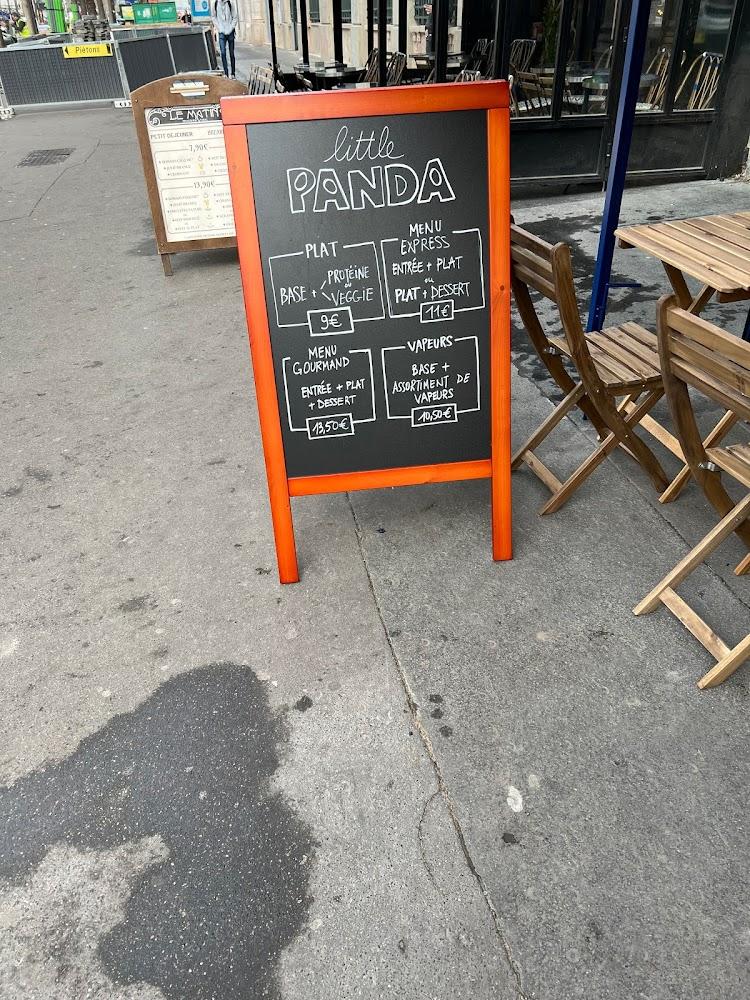 Piétons
LE MATIN
PETIT DEJEUNER
7,90€
13,90€
little
PANDA
PLAT
BASE + PROTÉINE
ou
VEGGIE
9€
MENU
EXPRESS
ENTRÉE + PLAT
ou
PLAT + DESSERT
11€
MENU
GOURMAND
ENTRÉE + PLAT
+ DESSERT
13,50€
VAPEURS
BASE +
ASSORTIMENT DE
VAPEURS
10,50€